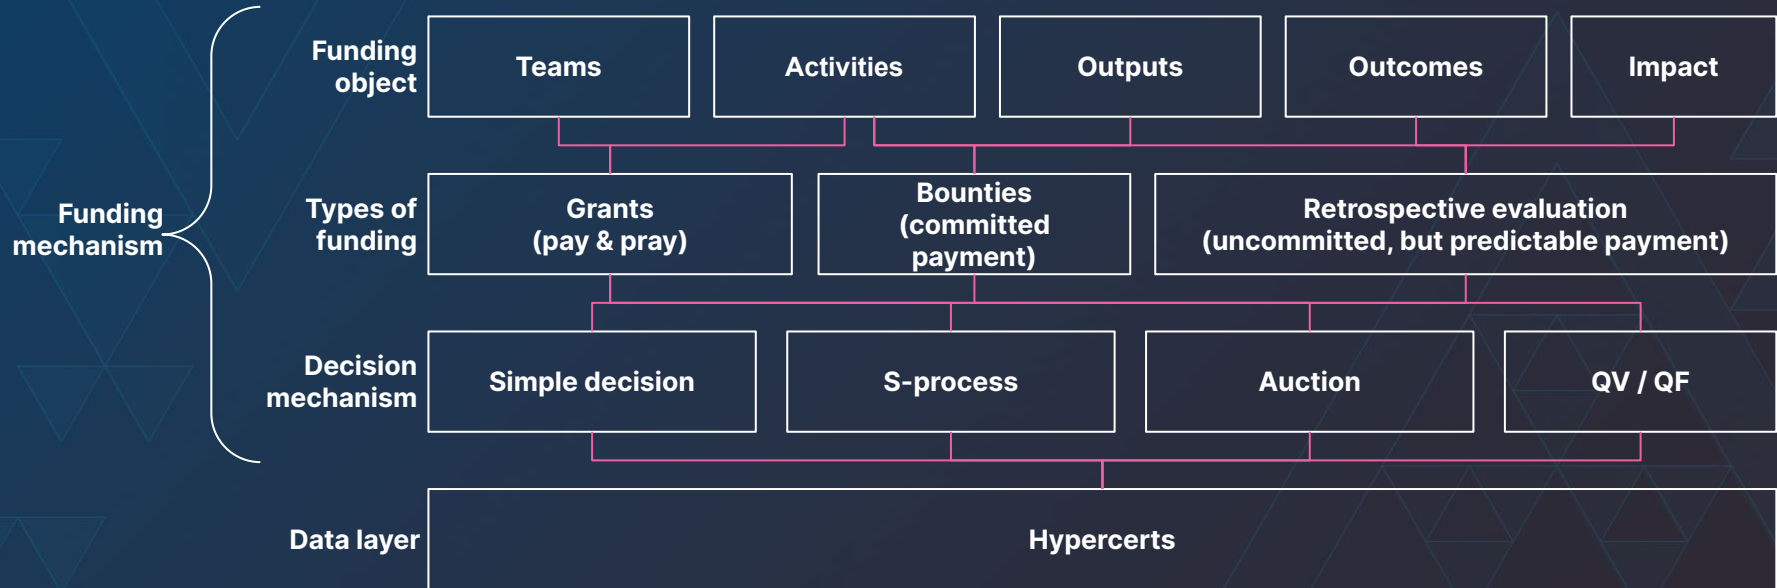 Funding
object
Teams
Activities
Outputs
Outcomes
Impact
Funding
mechanism
Types of
funding
Grants
(pay & pray)
Bounties
(committed
payment)
Retrospective evaluation
(uncommitted, but predictable payment)
Decision
mechanism
Simple decision
S-process
Auction
QV / QF
Data layer
Hypercerts